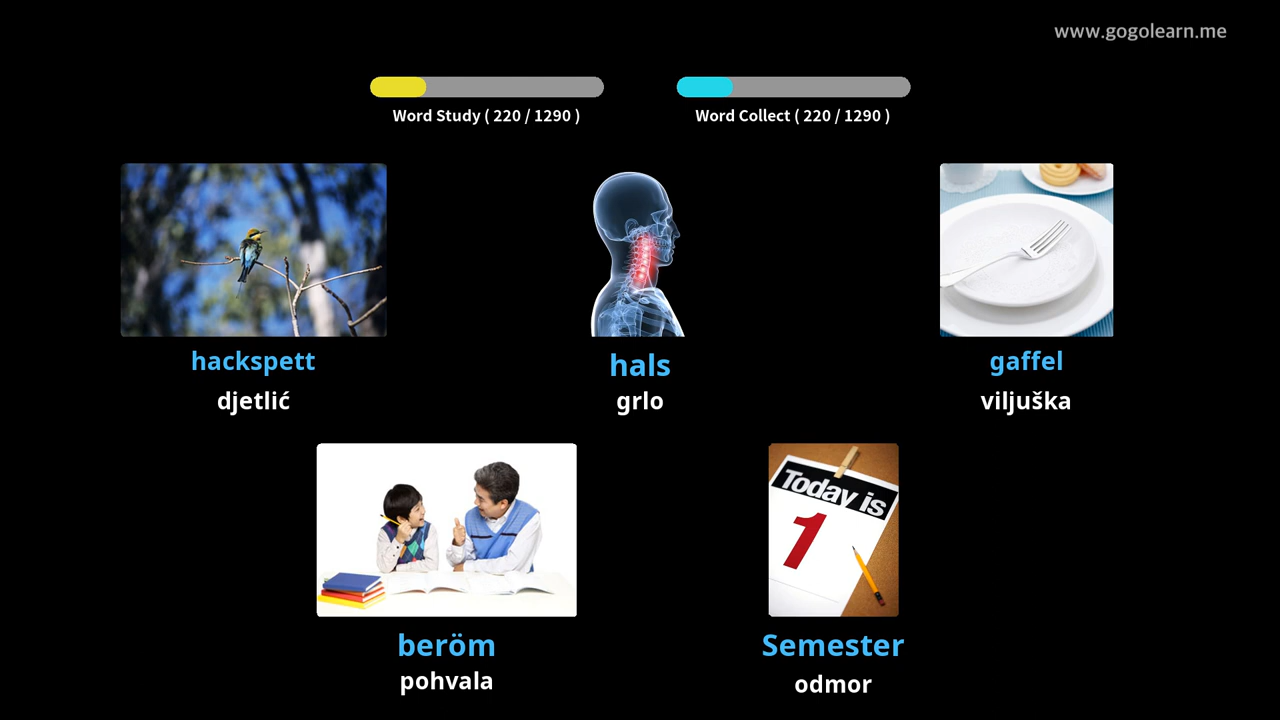 www.gogolearn.me
Word Study ( 220 / 1290 )
Word Collect ( 220 / 1290 )
hackspett
djetlić
hals
grlo
gaffel
viljuška
Today is
1
beröm
pohvala
Semester
odmor